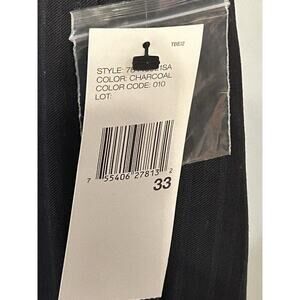 STYLE:
COLOR: CHARCOAL
COLOR CODE: 010
LOT:
7 55406 27813 2
33